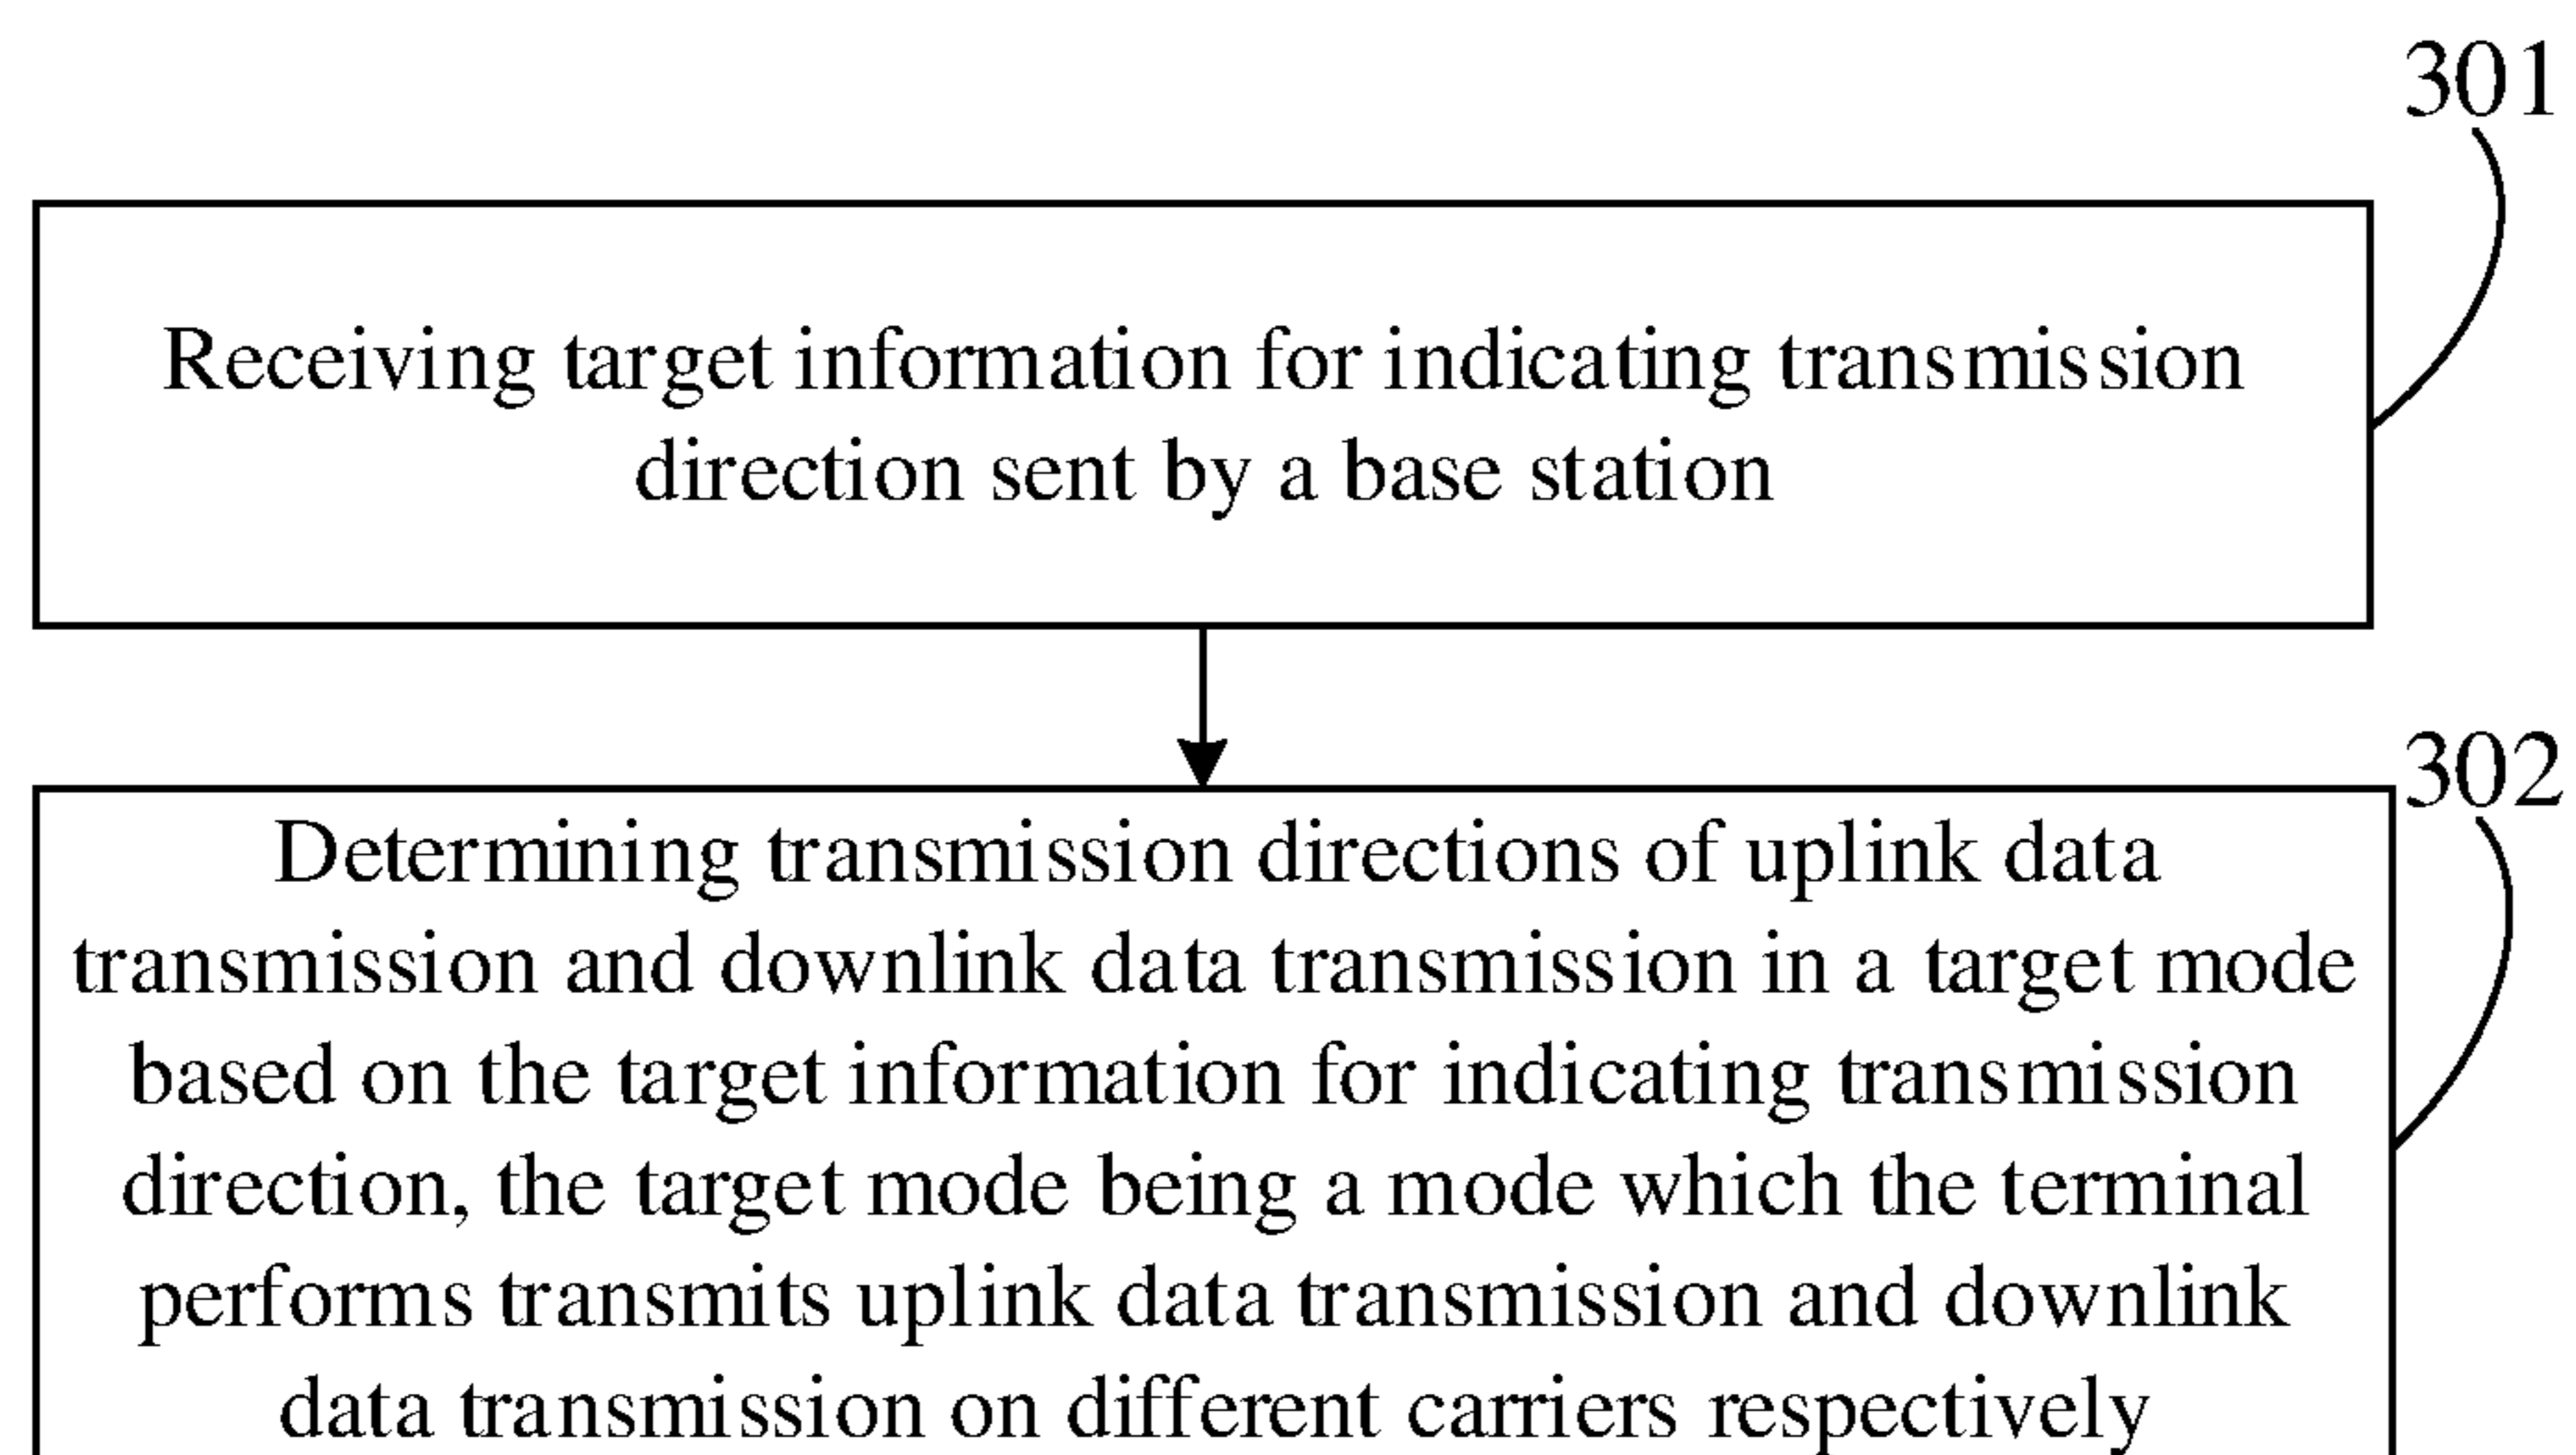 301
Receiving target information for indicating transmission
direction sent by a base station
302
Determining transmission directions of uplink data
transmission and downlink data transmission in a target mode
based on the target information for indicating transmission
direction, the target mode being a mode which the terminal
performs transmits uplink data transmission and downlink
data transmission on different carriers respectively